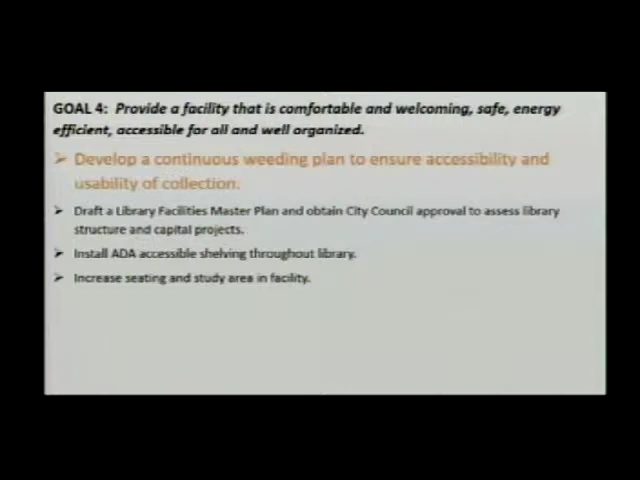 GOAL 4: Provide a facility that is comfortable and welcoming, safe, energy
efficient, accessible for all and well organized.
➢ Develop a continuous weeding plan to ensure accessibility and
usability of collection.
➢ Draft a Library Facilities Master Plan and obtain City Council approval to assess library
structure and capital projects.
➢ Install ADA accessible shelving throughout library.
➢ Increase seating and study area in facility.